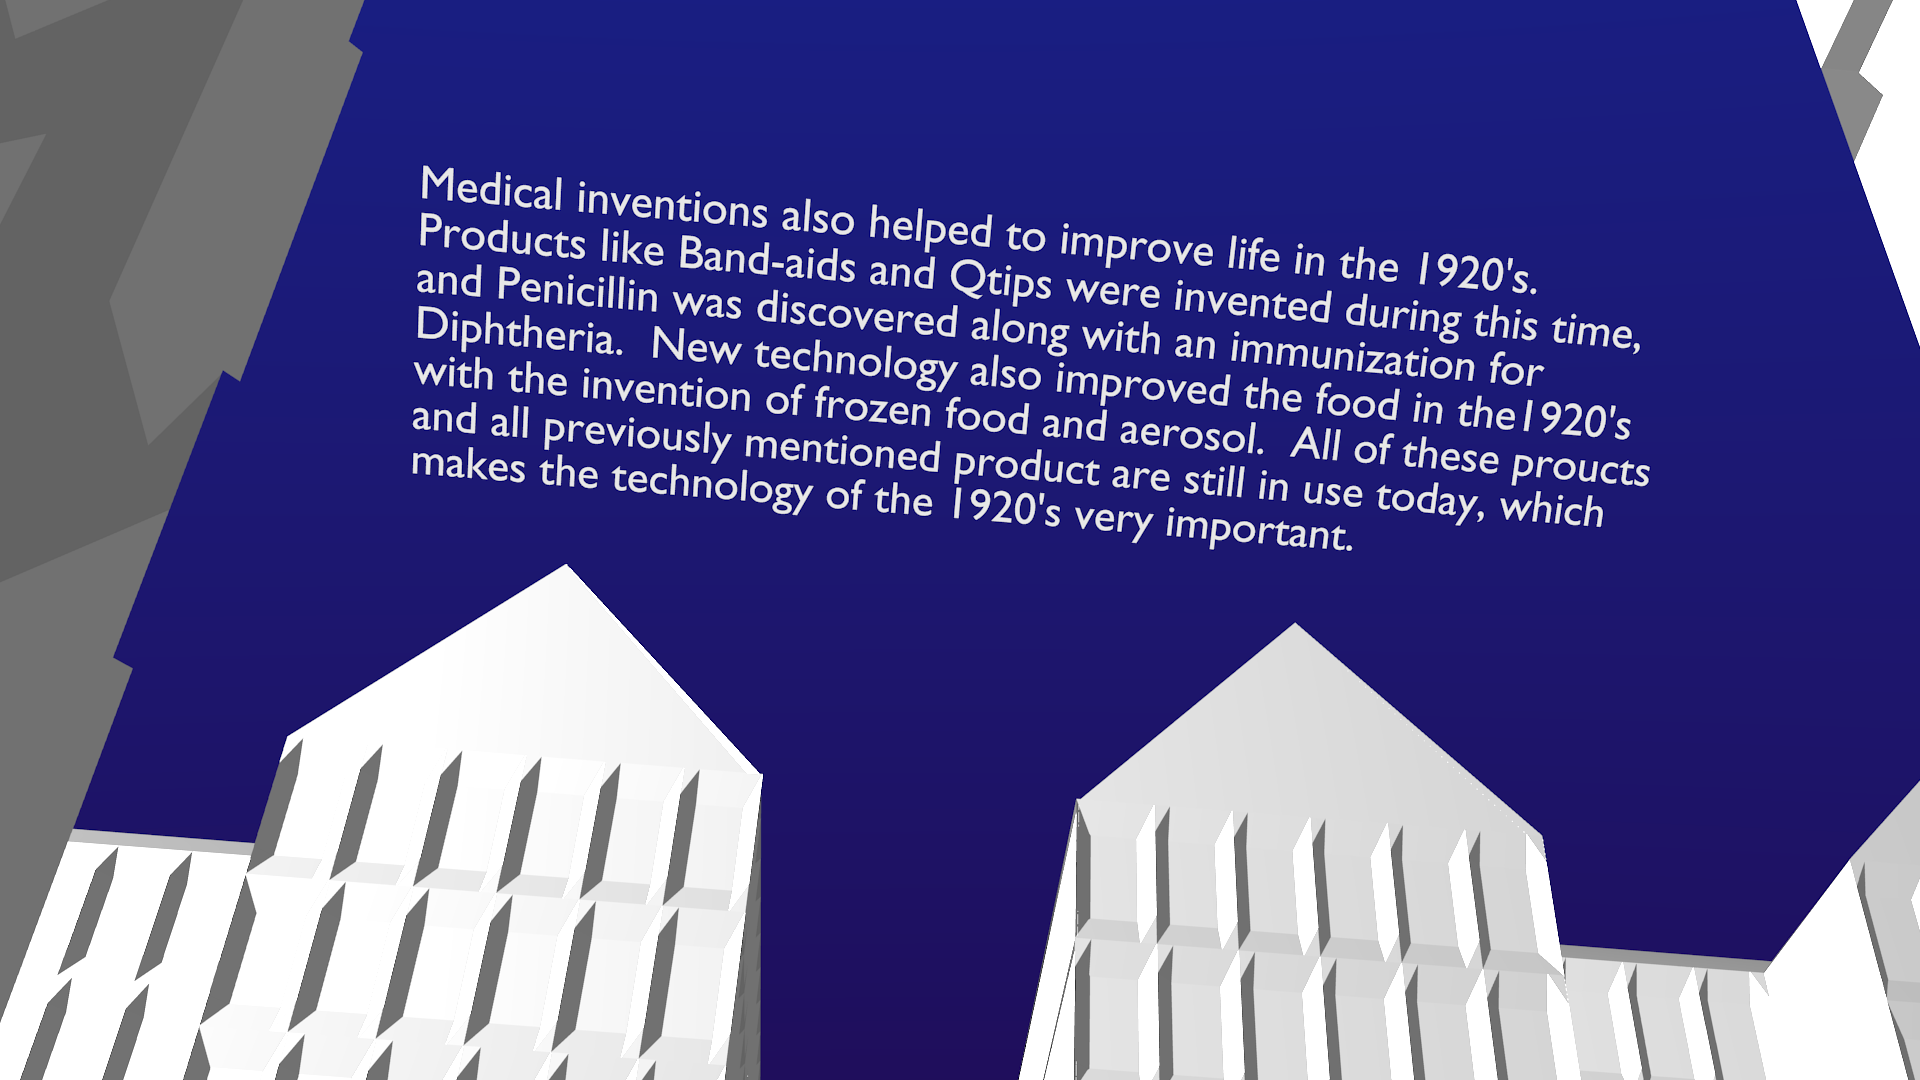 Medical inventions also helped to improve life in the 1920's.
Products like Band-aids and Qtips were invented during this time,
and Penicillin was discovered along with an immunization for
Diphtheria.  New technology also improved the food in the1920's
with the invention of frozen food and aerosol.  All of these proucts
and all previously mentioned product are still in use today, which
makes the technology of the 1920's very important.